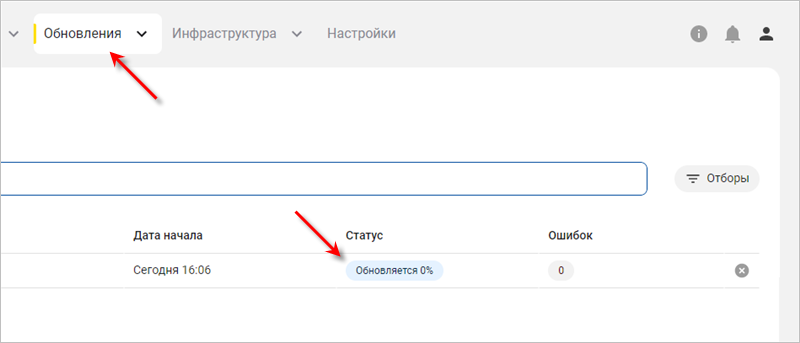 Обновления Инфраструктура Настройки
Отборы
Дата начала Статус Ошибок
Сегодня 16:06 Обновляется 0% 0